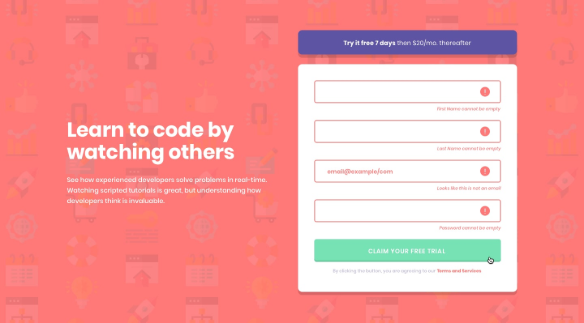 Learn to code by
watching others
See how experienced developers solve problems in real-time.
Watching scripted tutorials is great, but understanding how
developers think is invaluable.
Try it free 7 days then $20/mo. thereafter
!
First Name cannot be empty
!
Last Name cannot be empty
email@example/com
!
Looks like this is not an email
!
Password cannot be empty
CLAIM YOUR FREE TRIAL
By clicking the button, you are agreeing to our Terms and Services